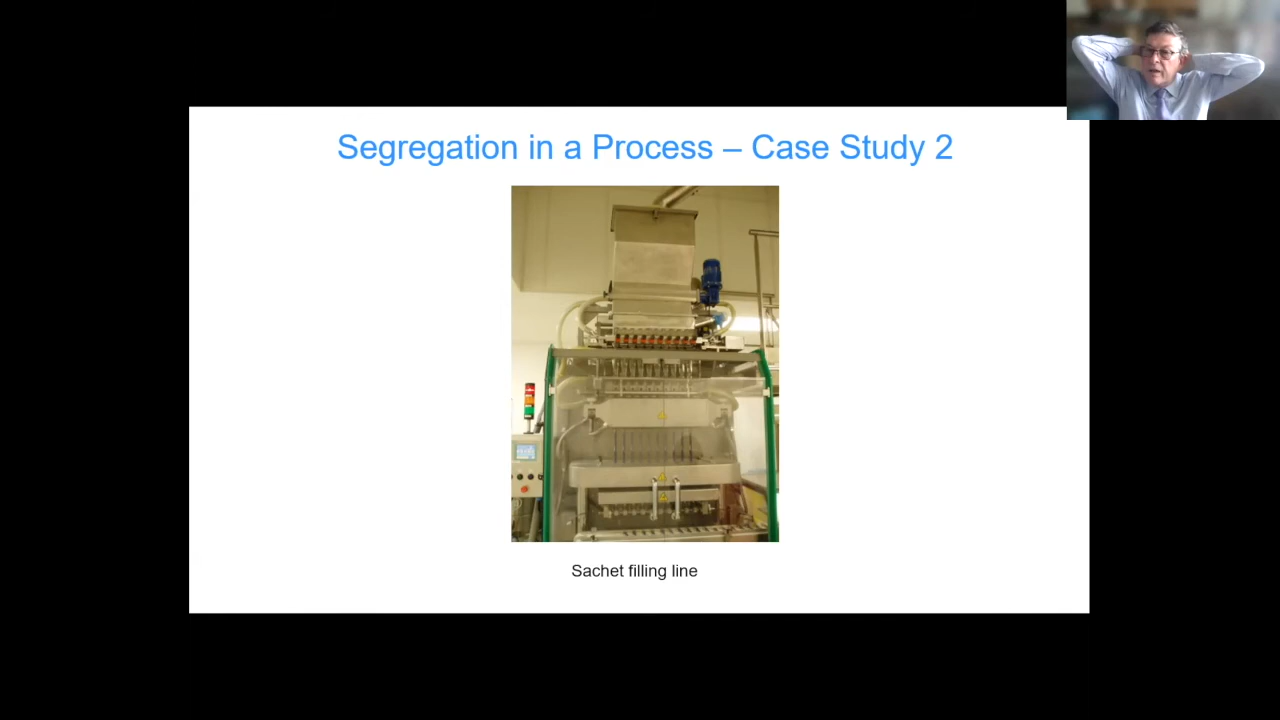 Segregation in a Process – Case Study 2
Sachet filling line